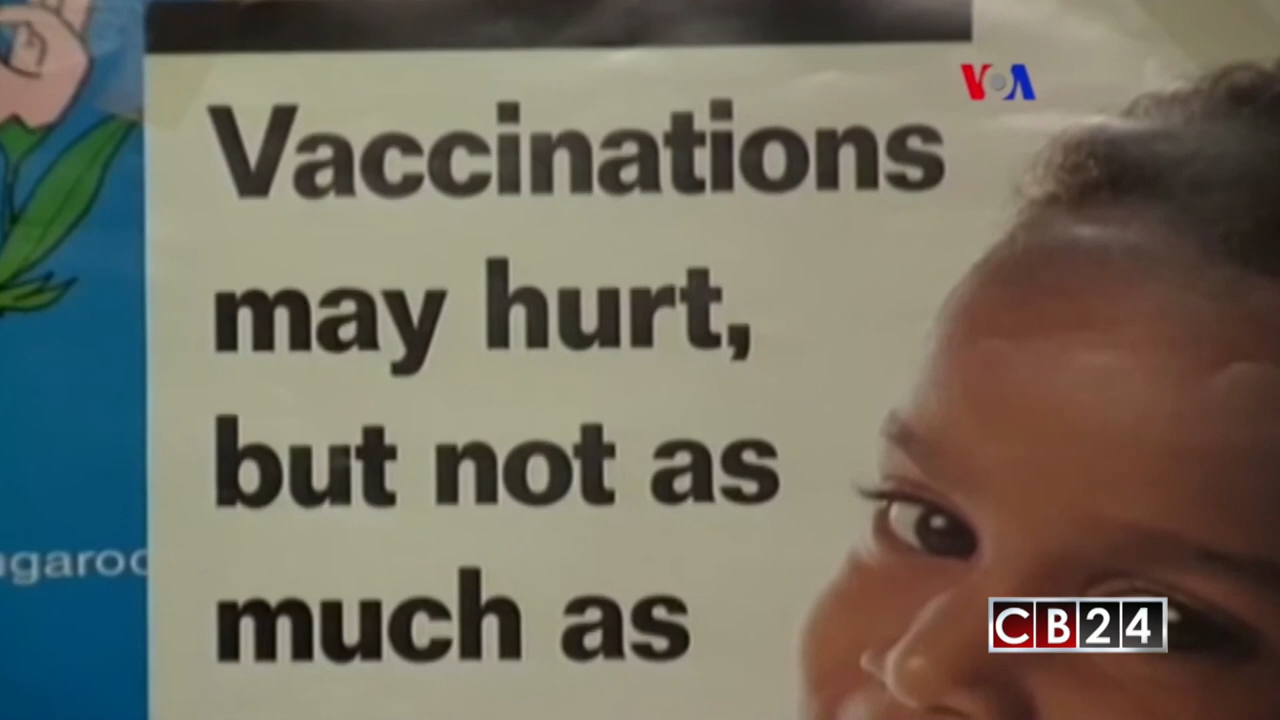 VOA
Vaccinations
may hurt,
but not as
much as
ngaroo
CB24